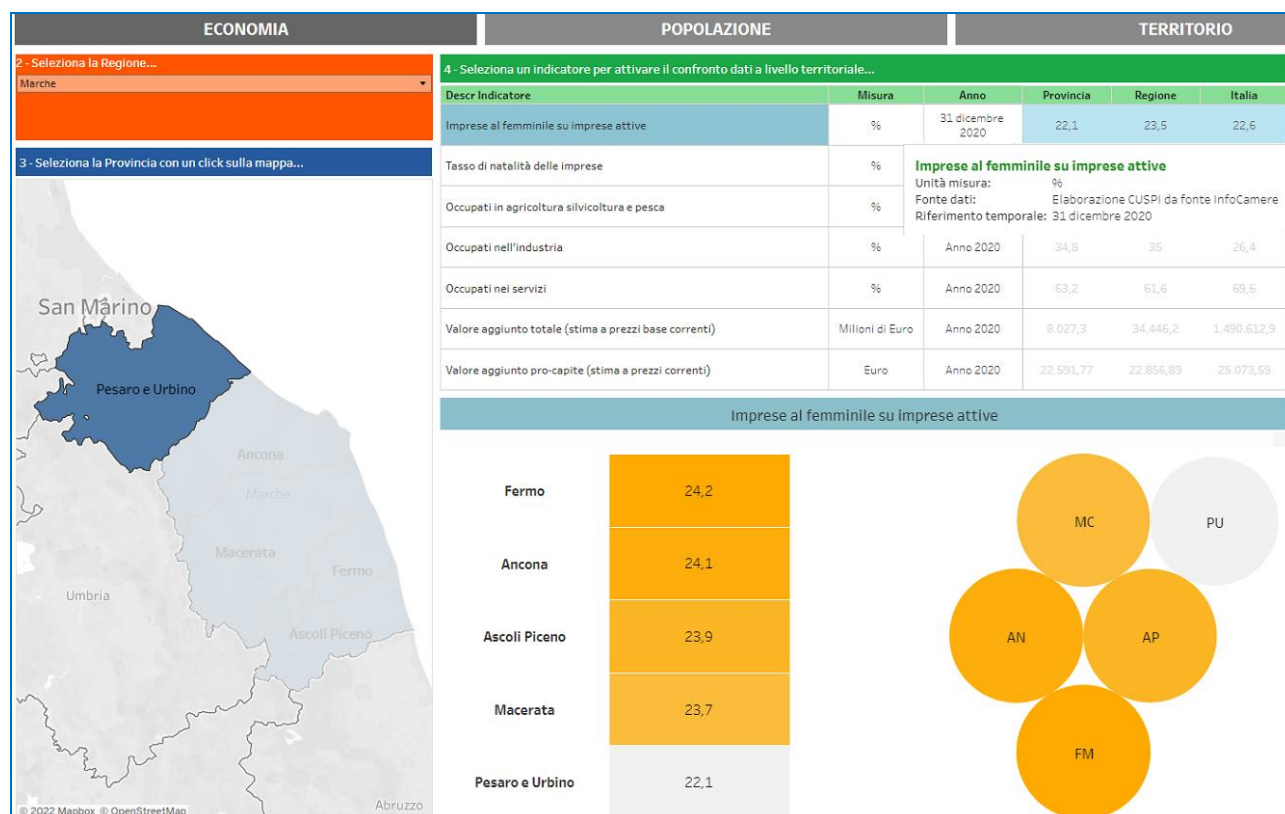 ECONOMIA
POPOLAZIONE
TERRITORIO
2 - Seleziona la Regione...
Marche
3 - Seleziona la Provincia con un click sulla mappa...
San Marino
Pesaro e Urbino
Ancona
Marche
Macerata
Fermo
Umbria
Ascoli Piceno
Abruzzo
© 2022 Mapbox © OpenStreetMap
4 - Seleziona un indicatore per attivare il confronto dati a livello territoriale...
Descr Indicatore Misura Anno Provincia Regione Italia
Imprese al femminile su imprese attive % 31 dicembre 2020 22,1 23,5 22,6
Tasso di natalità delle imprese %
Occupati in agricoltura silvicoltura e pesca %
Imprese al femminile su imprese attive
Unità misura: %
Fonte dati: Elaborazione CUSPI da fonte InfoCamere
Riferimento temporale: 31 dicembre 2020
Occupati nell'industria % Anno 2020 34,8 35 26,4
Occupati nei servizi % Anno 2020 63,2 61,6 69,6
Valore aggiunto totale (stima a prezzi base correnti) Milioni di Euro Anno 2020 8.027,3 34.446,2 1.490.612,9
Valore aggiunto pro-capite (stima a prezzi correnti) Euro Anno 2020 22.591,77 22.856,89 25.073,59
Imprese al femminile su imprese attive
Fermo 24,2
Ancona 24,1
Ascoli Piceno 23,9
Macerata 23,7
Pesaro e Urbino 22,1
MC
PU
AN
AP
FM